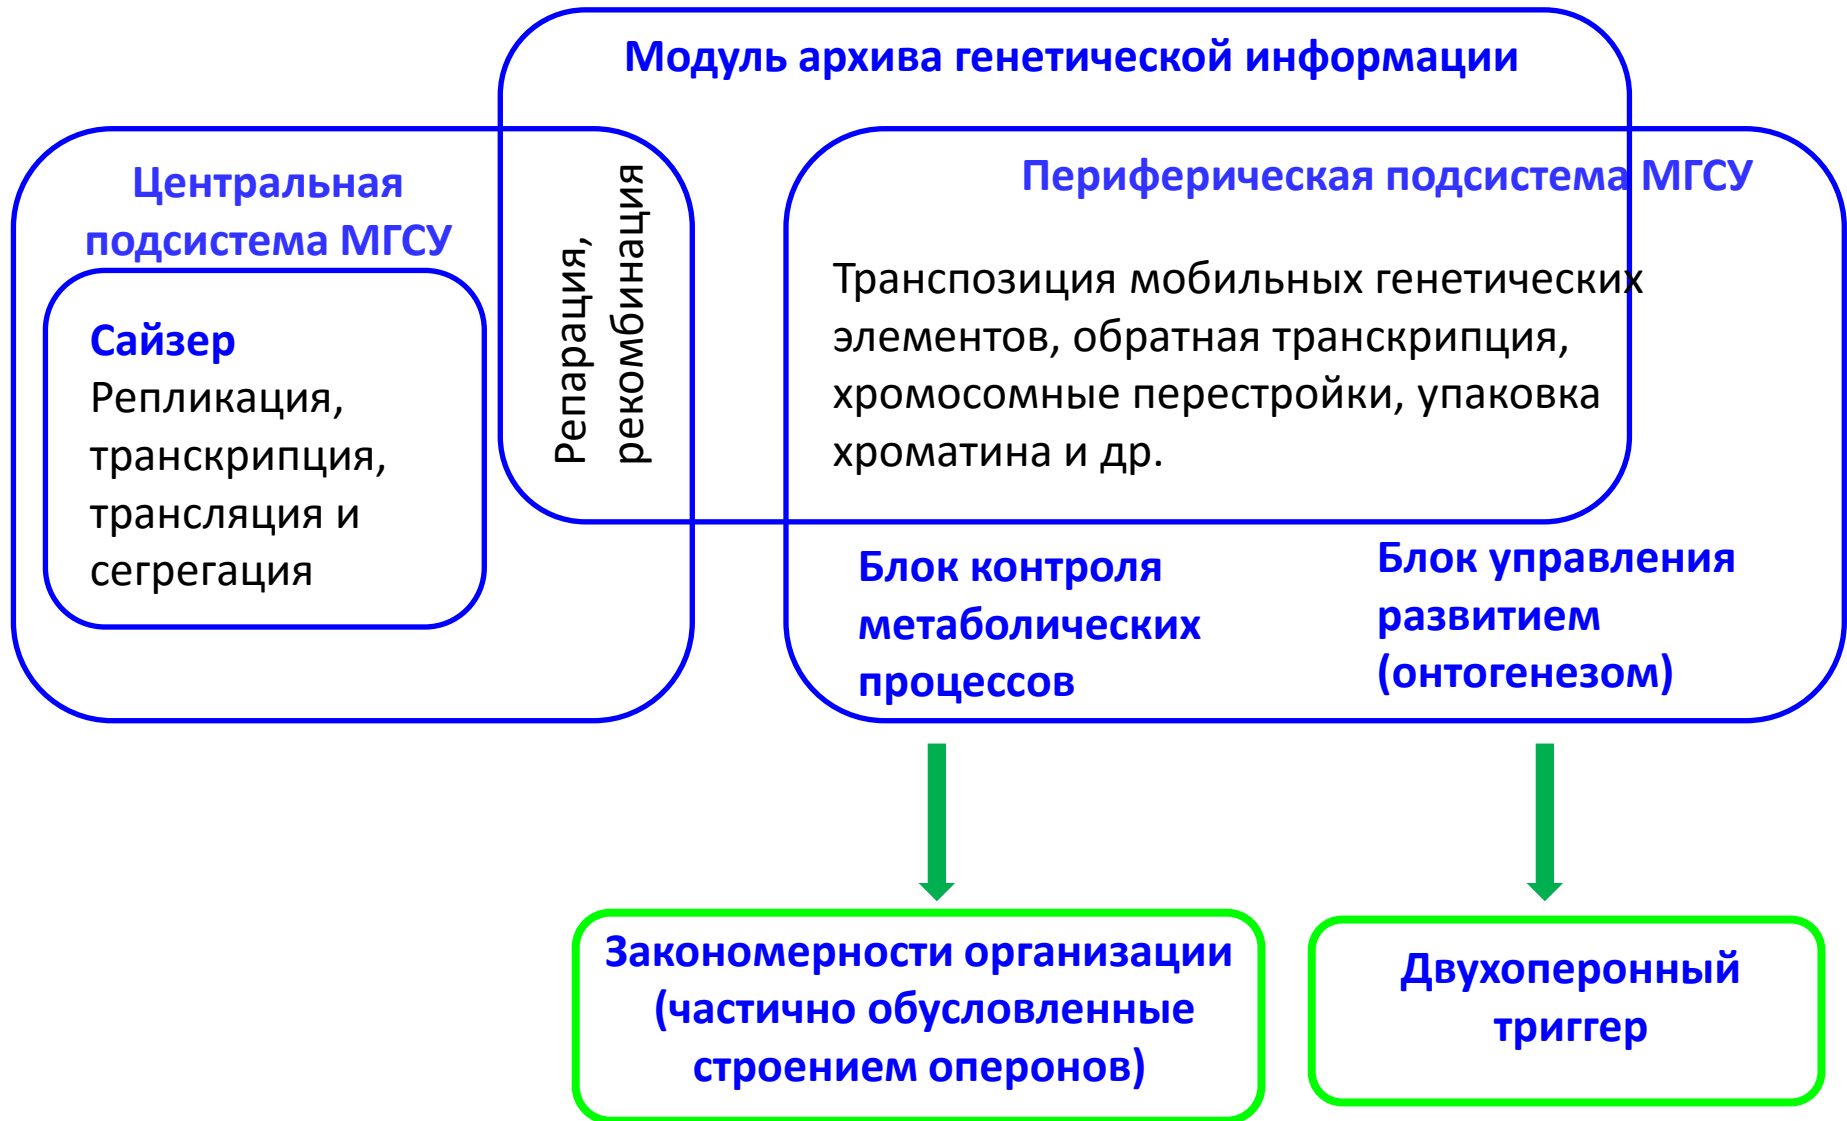 Модуль архива генетической информации
Центральная
подсистема МГСУ
Сайзер
Репликация,
транскрипция,
трансляция и
сегрегация
Репарация,
рекомбинация
Периферическая подсистема МГСУ
Транспозиция мобильных генетических
элементов, обратная транскрипция,
хромосомные перестройки, упаковка
хроматина и др.
Блок контроля
метаболических
процессов
Блок управления
развитием
(онтогенезом)
Закономерности организации
(частично обусловленные
строением оперонов)
Двухоперонный
триггер